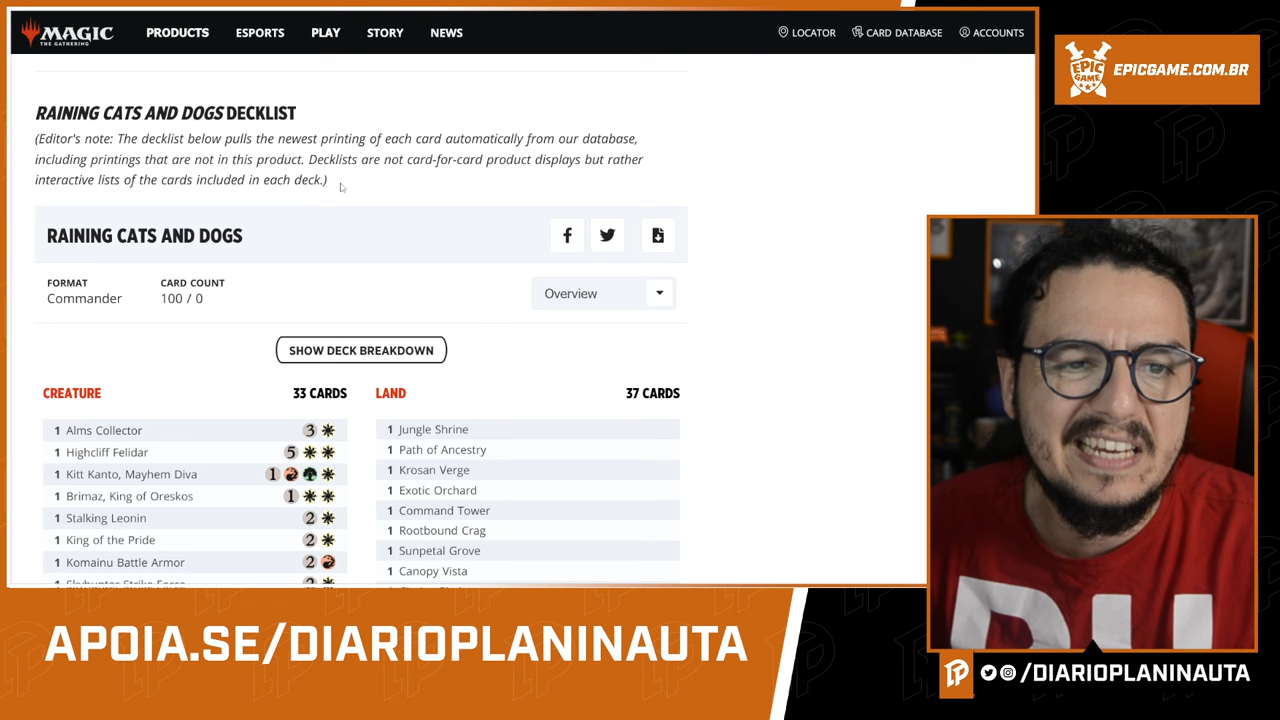 MAGIC
THE GATHERING
PRODUCTS
ESPORTS
PLAY
STORY
NEWS
LOCATOR
CARD DATABASE
ACCOUNTS
EPIC
GAME
EPICGAME.COM.BR
RAINING CATS AND DOGS DECKLIST
(Editor's note: The decklist below pulls the newest printing of each card automatically from our database,
including printings that are not in this product. Decklists are not card-for-card product displays but rather
interactive lists of the cards included in each deck.)
RAINING CATS AND DOGS
FORMAT
Commander
CARD COUNT
100 / 0
Overview
SHOW DECK BREAKDOWN
CREATURE 33 CARDS
1 Alms Collector 3
1 Highcliff Felidar 5
1 Kitt Kanto, Mayhem Diva 1
1 Brimaz, King of Oreskos 1
1 Stalking Leonin 2
1 King of the Pride 2
1 Komainu Battle Armor 2
LAND 37 CARDS
1 Jungle Shrine
1 Path of Ancestry
1 Krosan Verge
1 Exotic Orchard
1 Command Tower
1 Rootbound Crag
1 Sunpetal Grove
1 Canopy Vista
APOIA.SE/DIARIOPLANINAUTA
/DIARIOPLANINAUTA